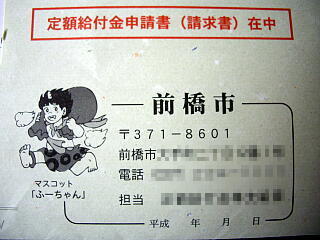 定額給付金申請書（請求書）在中
前橋市
〒371-8601
前橋市
電話
担当
マスコット
「ふーちゃん」
平成　年　月　日